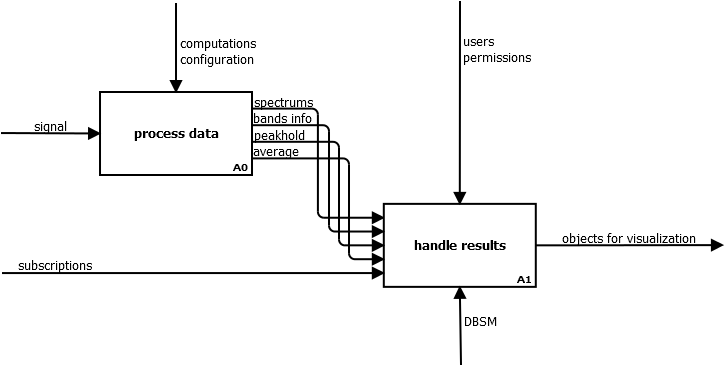 computations
configuration
users
permissions
signal
process data
A0
spectrums
bands info
peakhold
average
handle results
A1
objects for visualization
subscriptions
DBSM